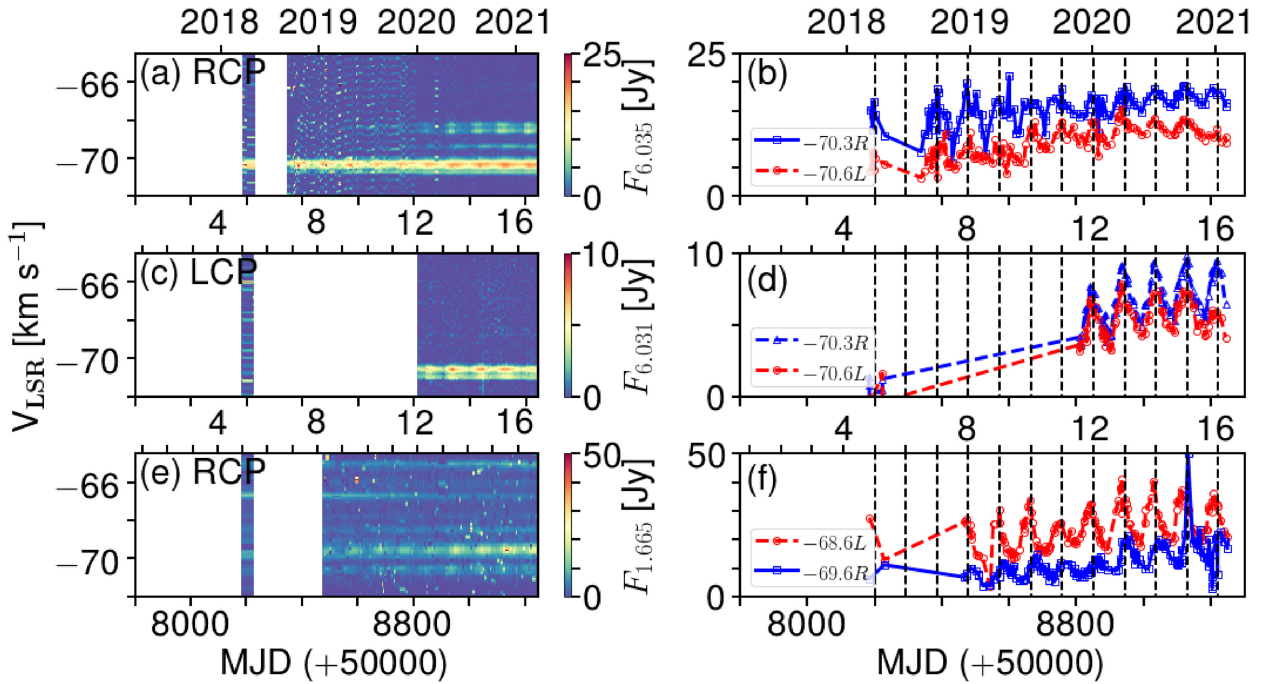 2018 2019 2020 2021 2018 2019 2020 2021
(a) RCP
−66
−70
25
0
F6.035 [Jy]
(b)
25
0
−70.3R
−70.6L
4 8 12 16 4 8 12 16
(c) LCP
−66
−70
10
0
F6.031 [Jy]
(d)
10
0
−70.3R
−70.6L
VLSR [km s−1]
4 8 12 16 4 8 12 16
(e) RCP
−66
−70
50
0
F1.665 [Jy]
(f)
50
0
−68.6L
−69.6R
8000 8800 8000 8800
MJD (+50000) MJD (+50000)